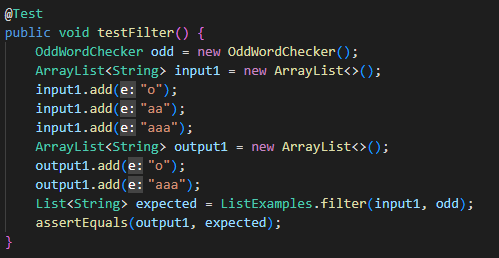 @Test
public void testFilter() {
    OddWordChecker odd = new OddWordChecker();
    ArrayList<String> input1 = new ArrayList<>();
    input1.add(e: "o");
    input1.add(e: "aa");
    input1.add(e: "aaa");
    ArrayList<String> output1 = new ArrayList<>();
    output1.add(e: "o");
    output1.add(e: "aaa");
    List<String> expected = ListExamples.filter(input1, odd);
    assertEquals(output1, expected);
}